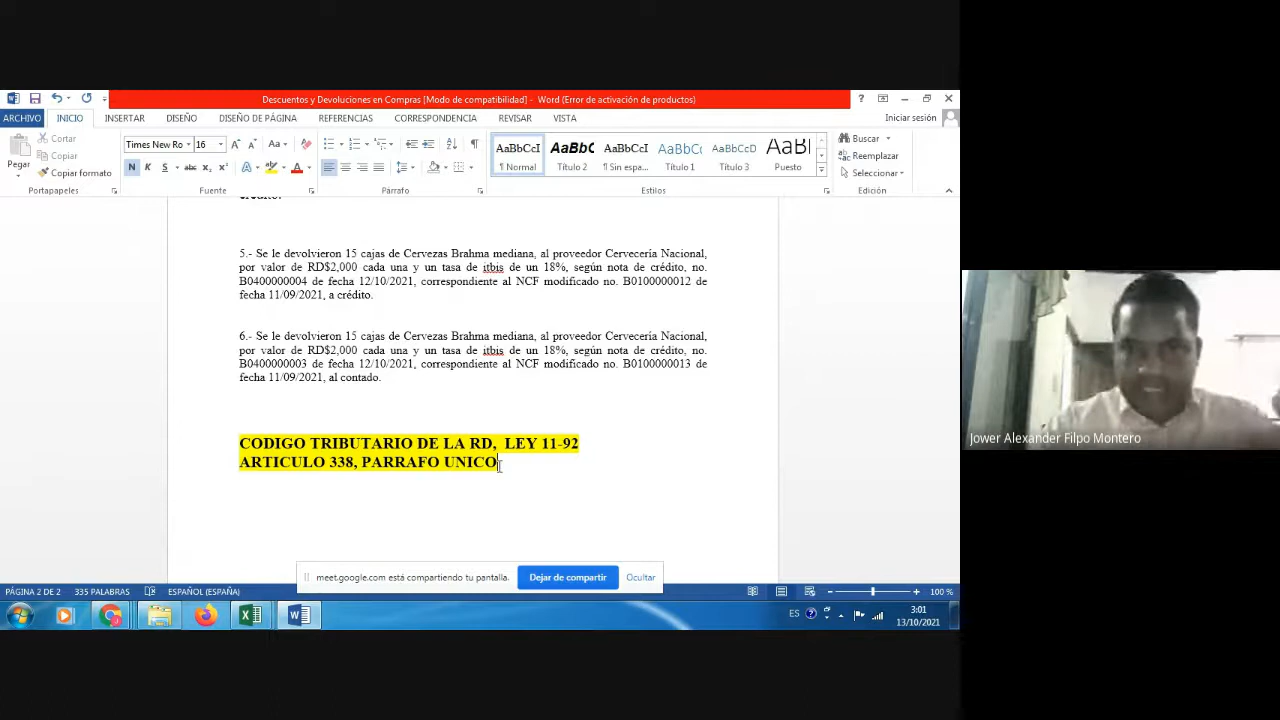 Descuentos y Devoluciones en Compras [Modo de compatibilidad] - Word (Error de activación de productos)
ARCHIVO INICIO INSERTAR DISEÑO DISEÑO DE PÁGINA REFERENCIAS CORRESPONDENCIA REVISAR VISTA Iniciar sesión
Pegar
Cortar
Copiar
Copiar formato
Portapapeles
Times New Ro 16
N K S abc
Fuente
Párrafo
AaBbCcI AaBbC AaBbCcI AaBbC AaBbCcD AaBbI
¶ Normal Título 2 ¶ Sin espa... Título 1 Título 3 Puesto
Estilos
Buscar
Reemplazar
Seleccionar
Edición
crédito.
5.- Se le devolvieron 15 cajas de Cervezas Brahma mediana, al proveedor Cervecería Nacional,
por valor de RD$2,000 cada una y un tasa de itbis de un 18%, según nota de crédito, no.
B0400000004 de fecha 12/10/2021, correspondiente al NCF modificado no. B0100000012 de
fecha 11/09/2021, a crédito.
6.- Se le devolvieron 15 cajas de Cervezas Brahma mediana, al proveedor Cervecería Nacional,
por valor de RD$2,000 cada una y un tasa de itbis de un 18%, según nota de crédito, no.
B0400000003 de fecha 12/10/2021, correspondiente al NCF modificado no. B0100000013 de
fecha 11/09/2021, al contado.
CODIGO TRIBUTARIO DE LA RD, LEY 11-92
ARTICULO 338, PARRAFO UNICO
Jower Alexander Filpo Montero
meet.google.com está compartiendo tu pantalla. Dejar de compartir Ocultar
PÁGINA 2 DE 2 335 PALABRAS ESPAÑOL (ESPAÑA) 100 %
ES 3:01
13/10/2021